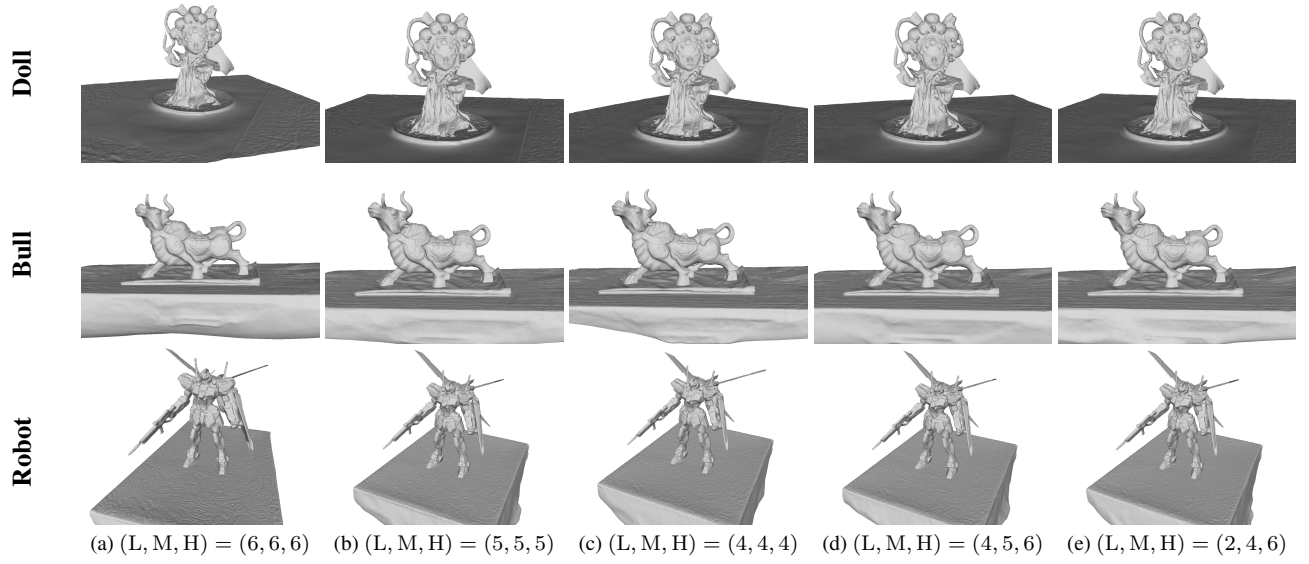 Doll
Bull
Robot
(a) (L, M, H) = (6, 6, 6)
(b) (L, M, H) = (5, 5, 5)
(c) (L, M, H) = (4, 4, 4)
(d) (L, M, H) = (4, 5, 6)
(e) (L, M, H) = (2, 4, 6)